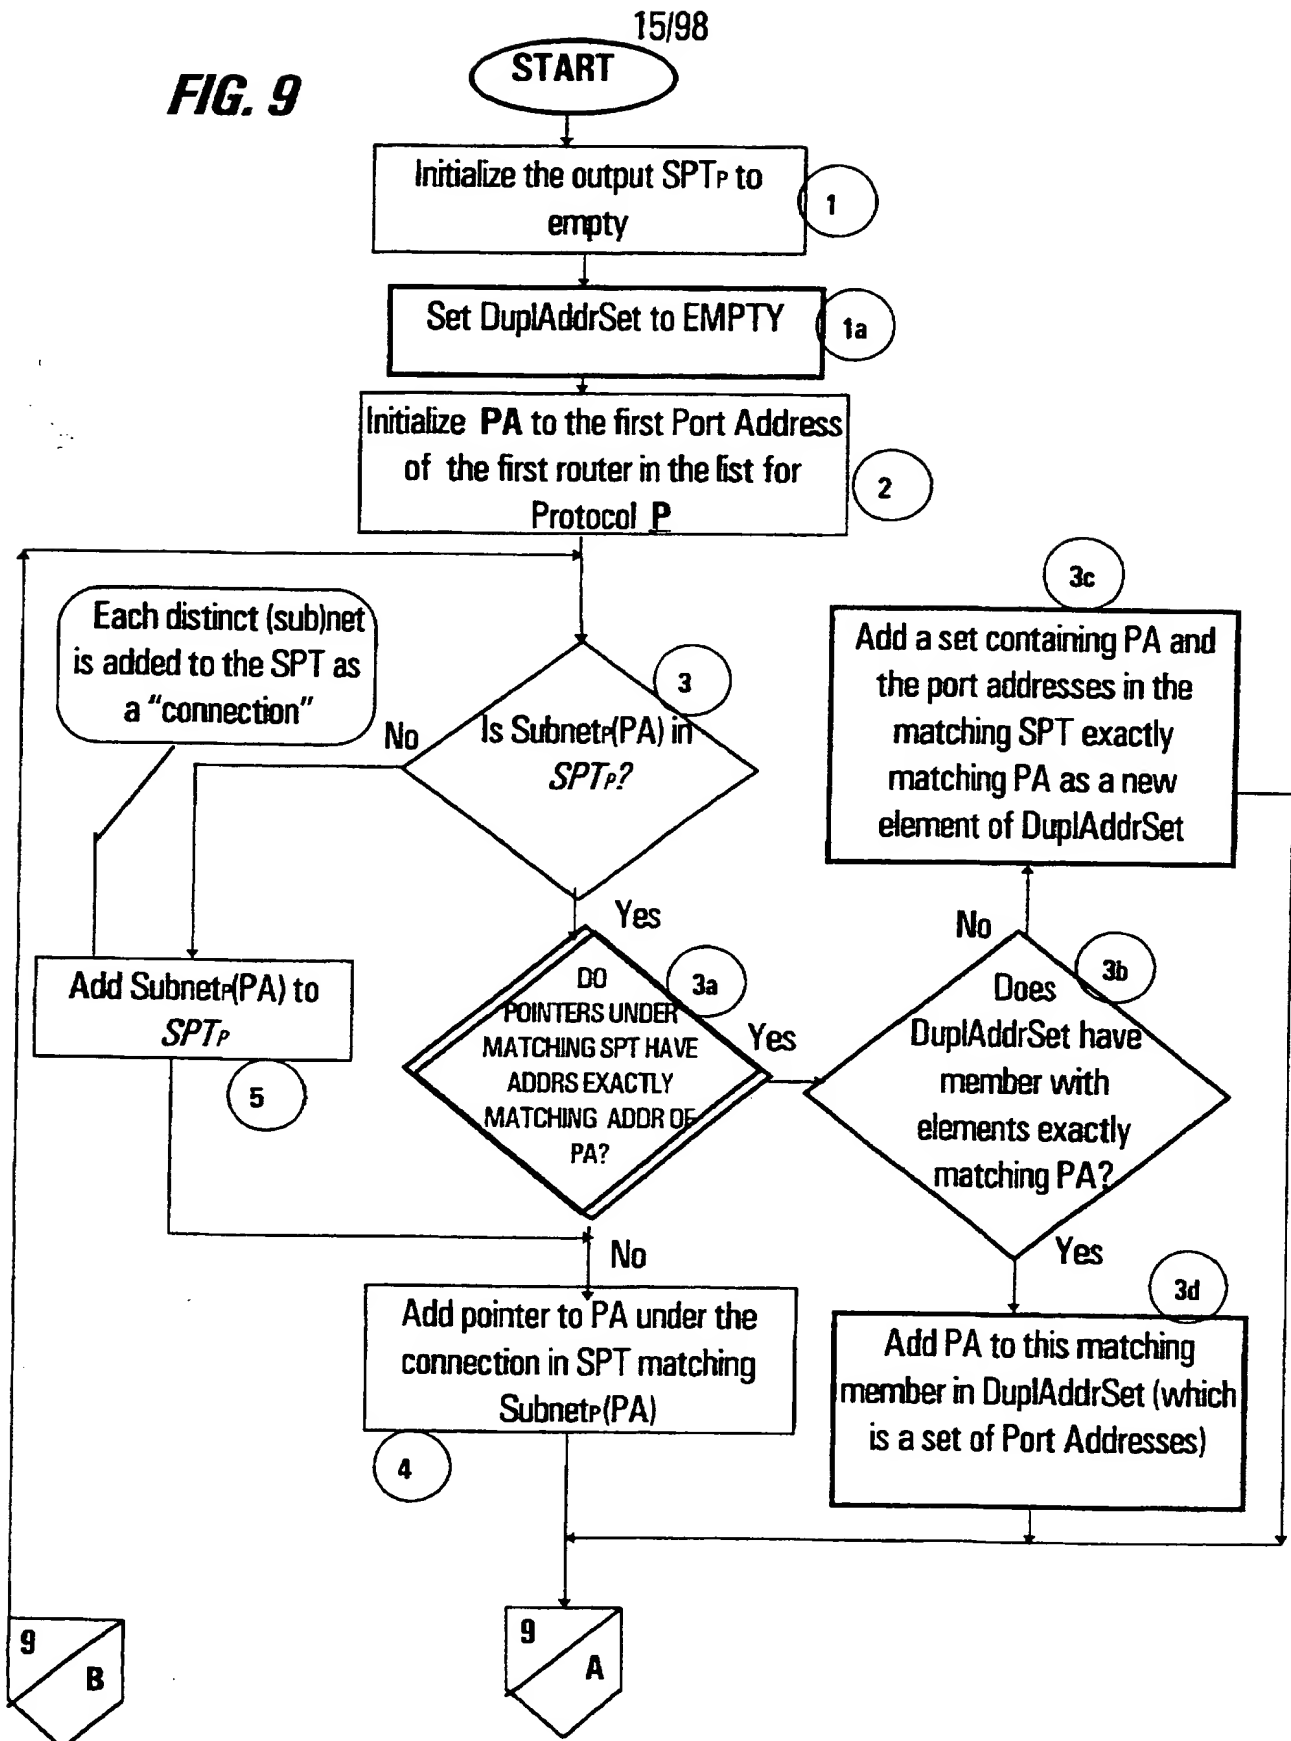 15/98
FIG. 9
START
Initialize the output SPTP to
empty
1
Set DuplAddrSet to EMPTY
1a
Initialize PA to the first Port Address
of the first router in the list for
Protocol P
2
Each distinct (sub)net
is added to the SPT as
a "connection"
3
Is SubnetP(PA) in
SPTP?
No
Yes
3c
Add a set containing PA and
the port addresses in the
matching SPT exactly
matching PA as a new
element of DuplAddrSet
No
3a
DO
POINTERS UNDER
MATCHING SPT HAVE
ADDRS EXACTLY
MATCHING ADDR OF
PA?
Yes
3b
Does
DuplAddrSet have
member with
elements exactly
matching PA?
Add SubnetP(PA) to
SPTP
5
No
Yes
Add pointer to PA under the
connection in SPT matching
SubnetP(PA)
4
3d
Add PA to this matching
member in DuplAddrSet (which
is a set of Port Addresses)
9
B
9
A